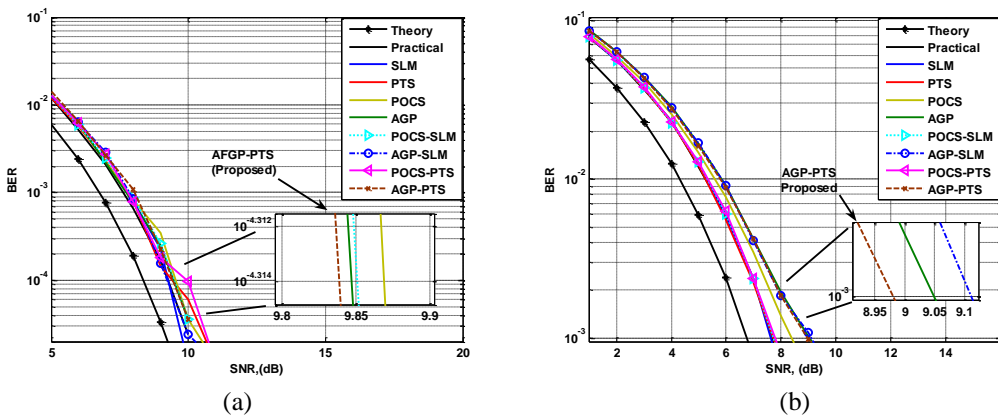 BER
10^-1
10^-2
10^-3
10^-4
5
10
15
20
SNR,(dB)
Theory
Practical
SLM
PTS
POCS
AGP
POCS-SLM
AGP-SLM
POCS-PTS
AGP-PTS
AFGP-PTS
(Proposed)
10^-4.312
10^-4.314
9.8
9.85
9.9
(a)
BER
10^-1
10^-2
10^-3
2
4
6
8
10
12
14
SNR, (dB)
Theory
Practical
SLM
PTS
POCS
AGP
POCS-SLM
AGP-SLM
POCS-PTS
AGP-PTS
AGP-PTS
Proposed
10^-3
8.95
9
9.05
9.1
(b)